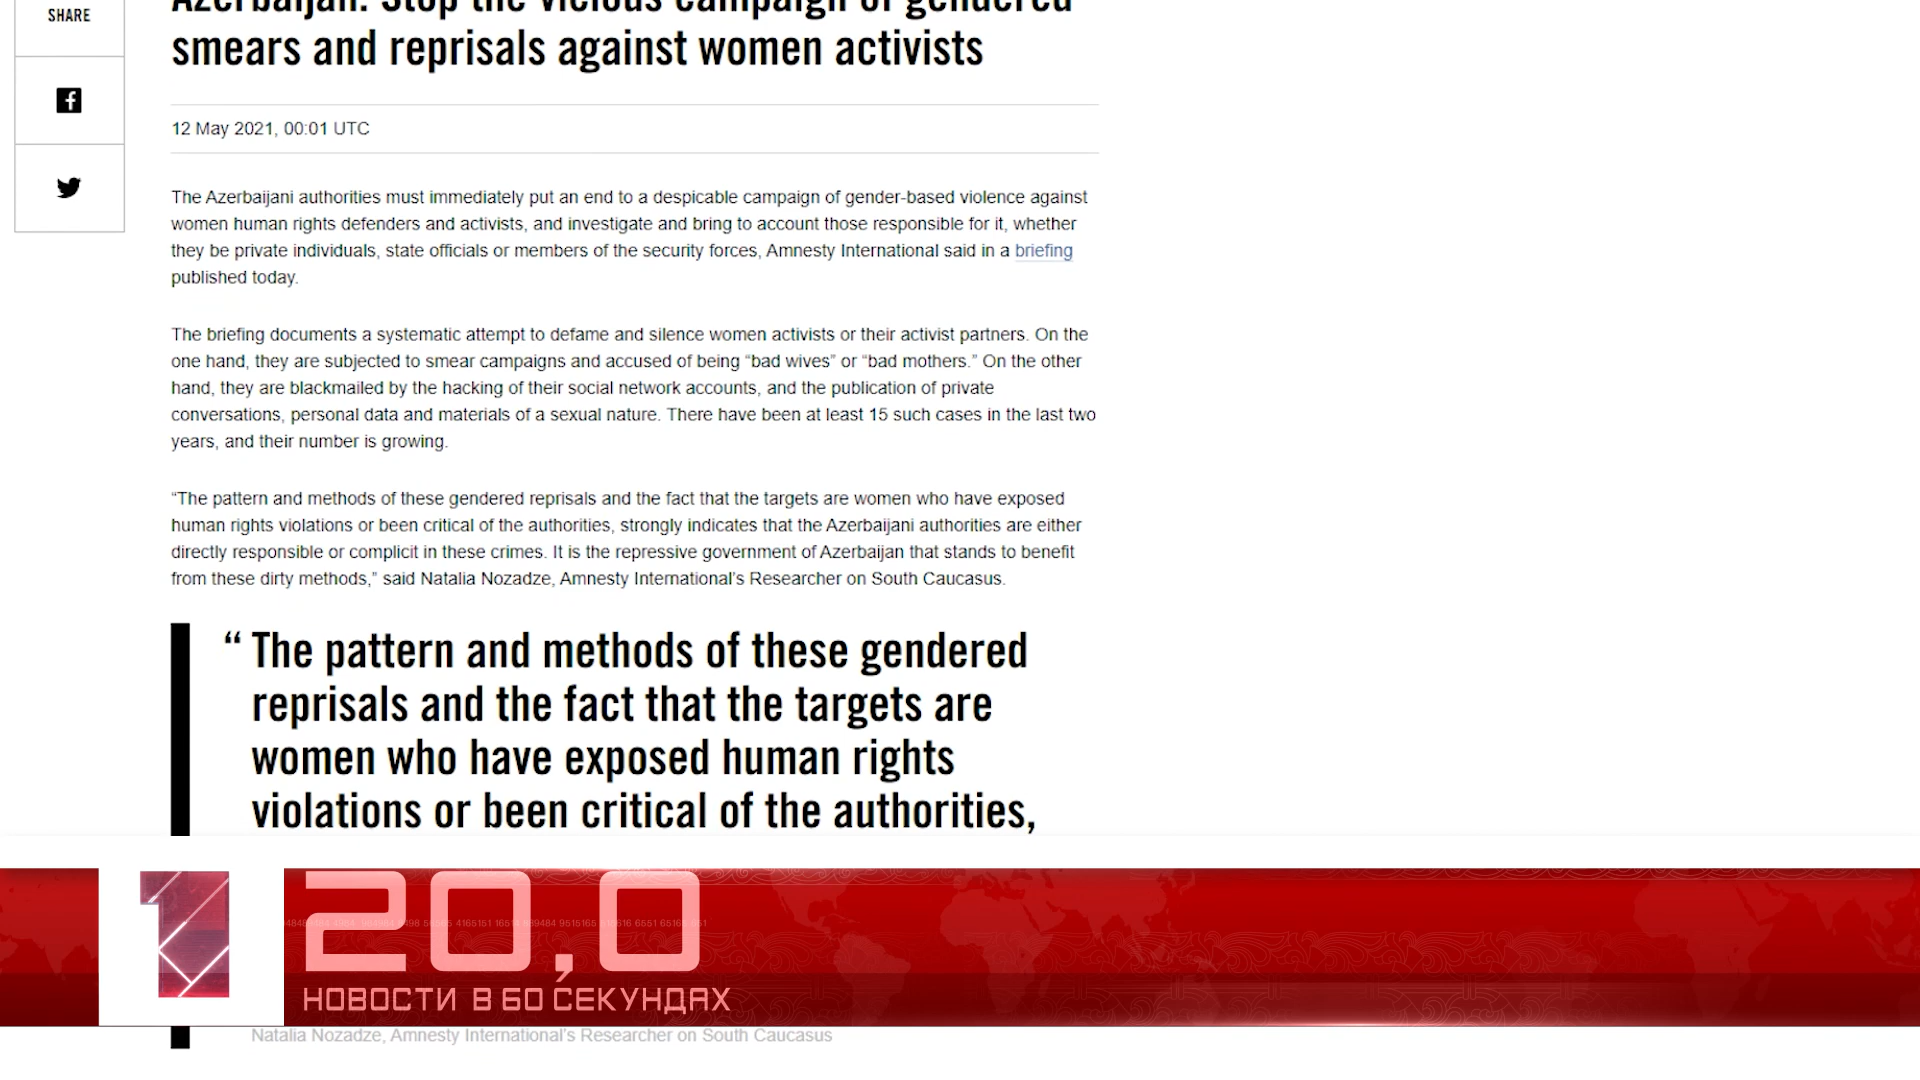 SHARE
Azerbaijan: Stop the vicious campaign of gendered
smears and reprisals against women activists
12 May 2021, 00:01 UTC
The Azerbaijani authorities must immediately put an end to a despicable campaign of gender-based violence against
women human rights defenders and activists, and investigate and bring to account those responsible for it, whether
they be private individuals, state officials or members of the security forces, Amnesty International said in a briefing
published today.
The briefing documents a systematic attempt to defame and silence women activists or their activist partners. On the
one hand, they are subjected to smear campaigns and accused of being “bad wives” or “bad mothers.” On the other
hand, they are blackmailed by the hacking of their social network accounts, and the publication of private
conversations, personal data and materials of a sexual nature. There have been at least 15 such cases in the last two
years, and their number is growing.
“The pattern and methods of these gendered reprisals and the fact that the targets are women who have exposed
human rights violations or been critical of the authorities, strongly indicates that the Azerbaijani authorities are either
directly responsible or complicit in these crimes. It is the repressive government of Azerbaijan that stands to benefit
from these dirty methods,” said Natalia Nozadze, Amnesty International’s Researcher on South Caucasus.
“ The pattern and methods of these gendered
reprisals and the fact that the targets are
women who have exposed human rights
violations or been critical of the authorities,
1
20,0
НОВОСТИ В 60 СЕКУНДАХ
Natalia Nozadze, Amnesty International’s Researcher on South Caucasus